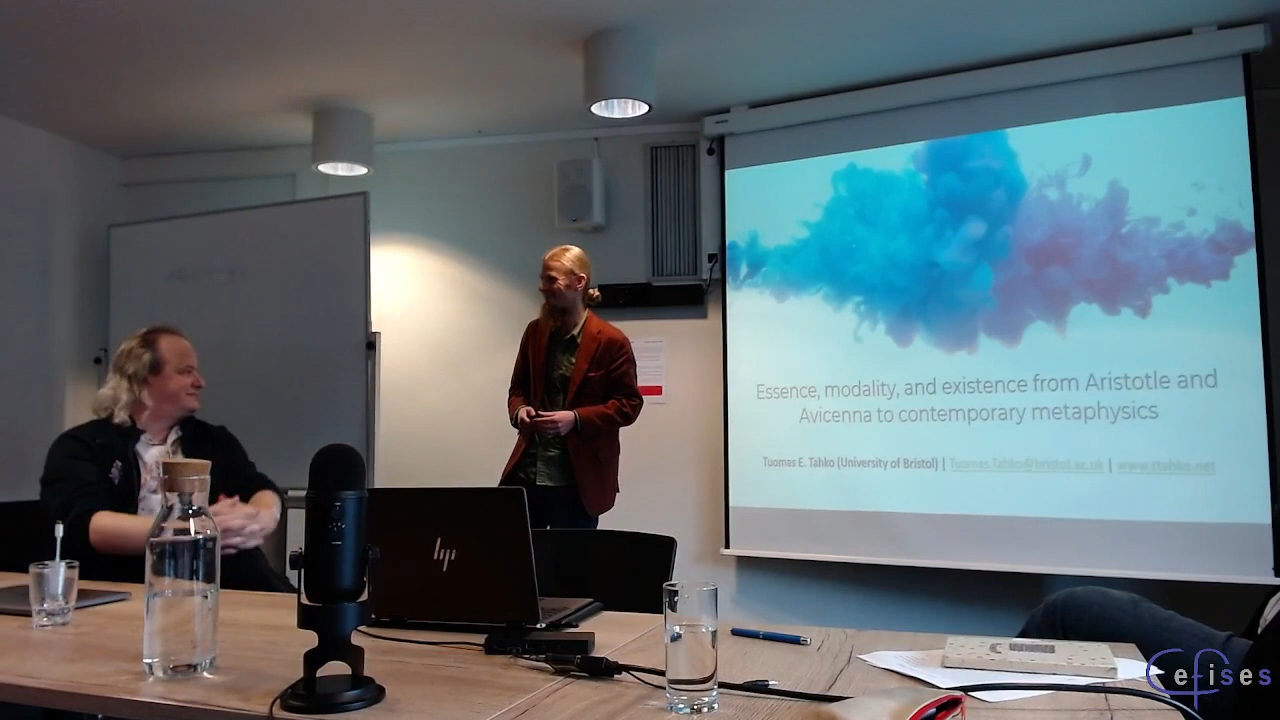 Essence, modality, and existence from Aristotle and
Avicenna to contemporary metaphysics
Tuomas E. Tahko (University of Bristol) | Tuomas.Tahko@bristol.ac.uk | www.ttahko.net
hp
Cefises